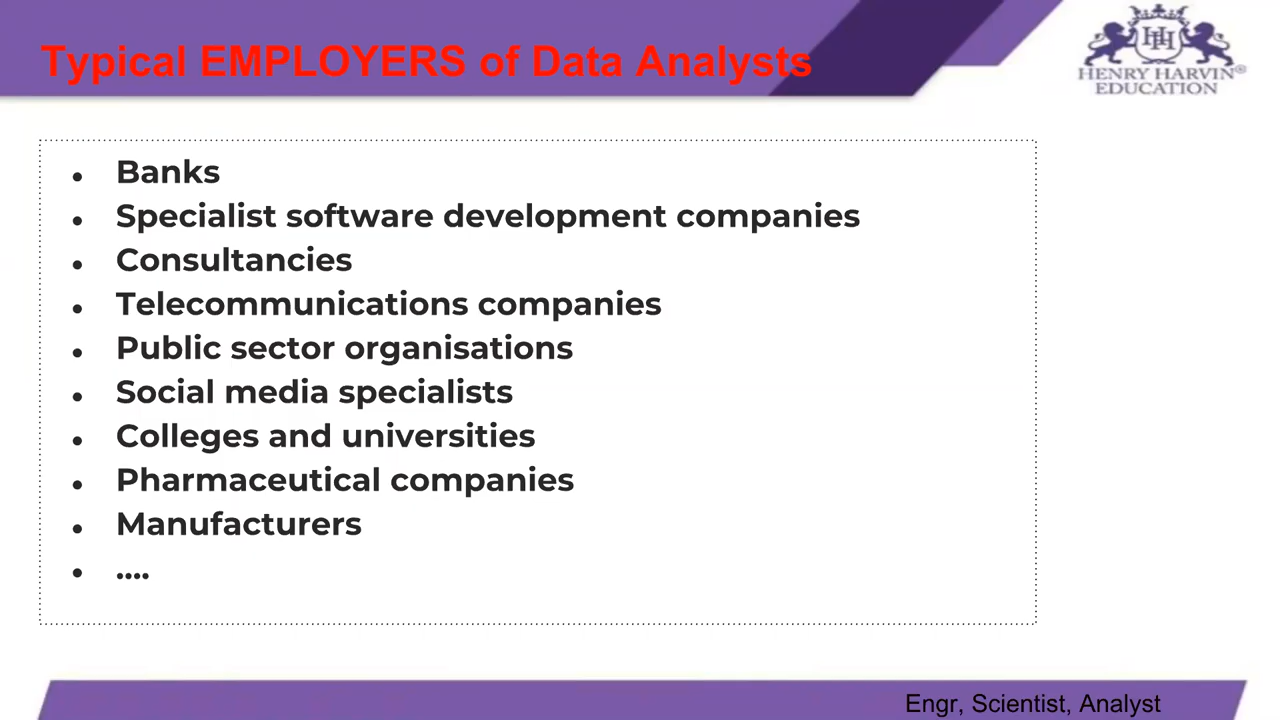 Typical EMPLOYERS of Data Analysts
HENRY HARVIN®
EDUCATION
• Banks
• Specialist software development companies
• Consultancies
• Telecommunications companies
• Public sector organisations
• Social media specialists
• Colleges and universities
• Pharmaceutical companies
• Manufacturers
• ....
Engr, Scientist, Analyst